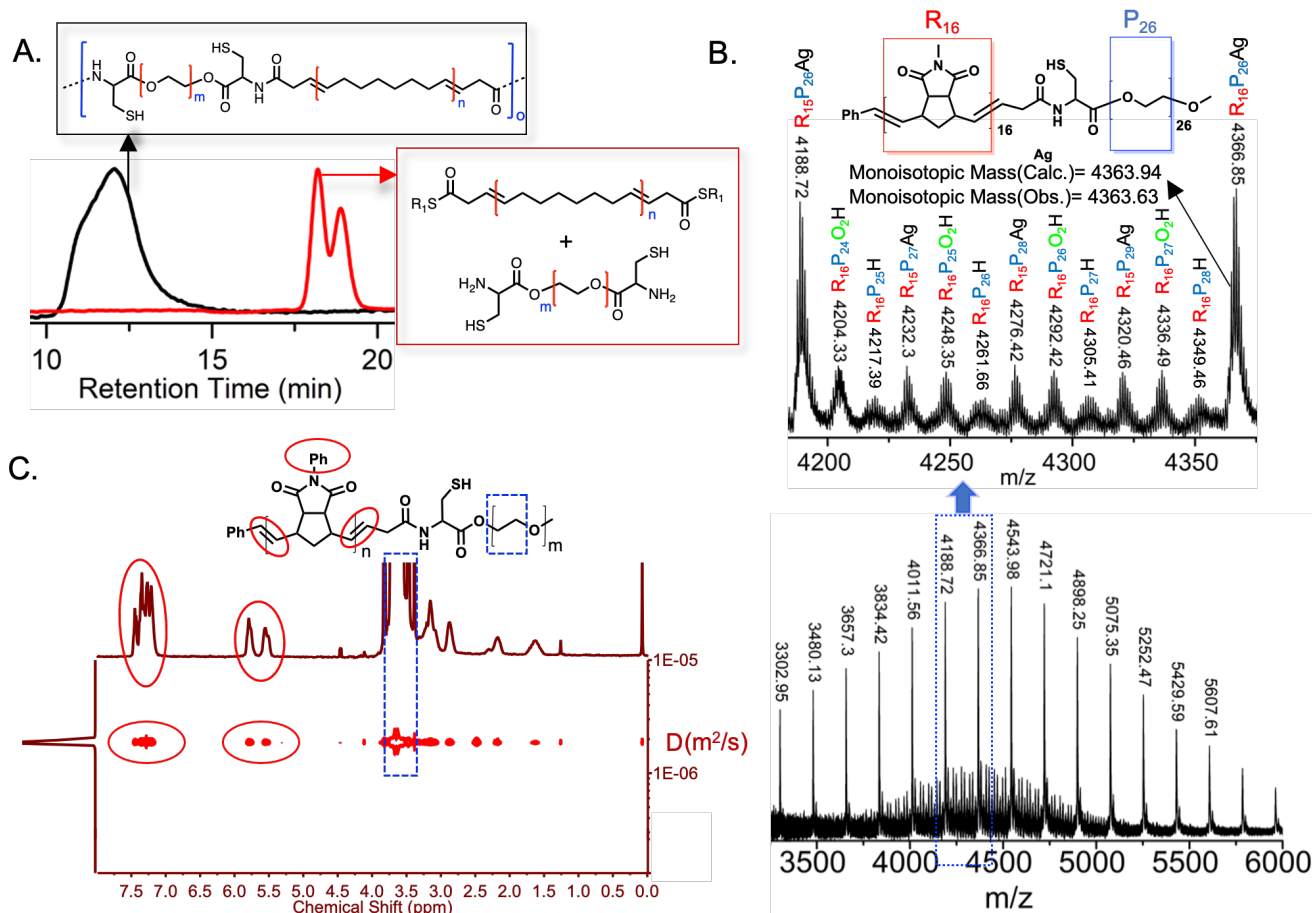 A.
HS
O
H
N
O
O
m
O
O
N
H
O
n
O
o
SH
O
R₁S
n
SR₁
O
+
SH
O
H₂N
O
m
O
O
NH₂
HS
10 15 20
Retention Time (min)
B.
R₁₆ P₂₆
N
O O
SH
O
Ph
16
N
H
O
O
O
26
Ag
Monoisotopic Mass(Calc.)= 4363.94
Monoisotopic Mass(Obs.)= 4363.63
4188.72 R₁₅P₂₆Ag
4204.33 R₁₆P₂₄O₂H
4217.39 R₁₆P₂₅H
4232.3 R₁₅P₂₇Ag
4248.35 R₁₆P₂₅O₂H
4261.66 R₁₆P₂₆H
4276.42 R₁₅P₂₈Ag
4292.42 R₁₆P₂₆O₂H
4305.41 R₁₆P₂₇H
4320.46 R₁₅P₂₉Ag
4336.49 R₁₆P₂₇O₂H
4349.46 R₁₆P₂₈H
4366.85 R₁₆P₂₆Ag
4200 4250 4300 4350
m/z
3302.95
3480.13
3657.3
3834.42
4011.56
4188.72
4366.85
4543.98
4721.1
4898.25
5075.35
5252.47
5429.59
5607.61
3500 4000 4500 5000 5500 6000
m/z
C.
Ph
N
O O
SH
O
Ph
n
N
H
O
O
O
m
1E-05
D(m²/s)
1E-06
7.5 7.0 6.5 6.0 5.5 5.0 4.5 4.0 3.5 3.0 2.5 2.0 1.5 1.0 0.5 0.0
Chemical Shift (ppm)